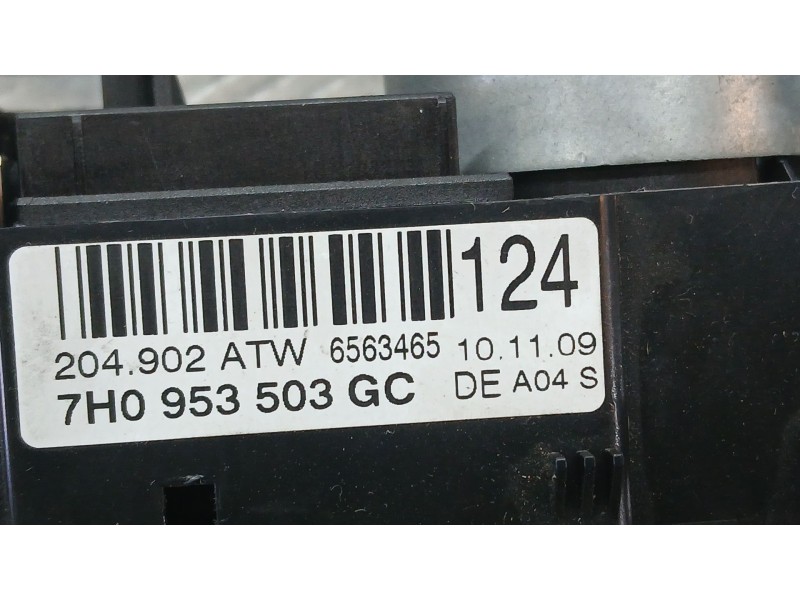 124
204.902 ATW 6563465 10.11.09
7H0 953 503 GC DE A04 S